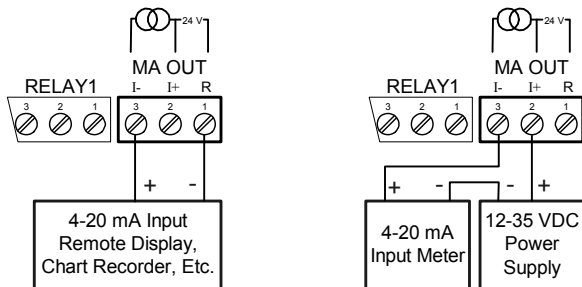 24 V
MA OUT
RELAY1 I- I+ R
3 2 1 3 2 1
+ -
4-20 mA Input
Remote Display,
Chart Recorder, Etc.
24 V
MA OUT
RELAY1 I- I+ R
3 2 1 3 2 1
+ - - +
4-20 mA
Input Meter
12-35 VDC
Power
Supply